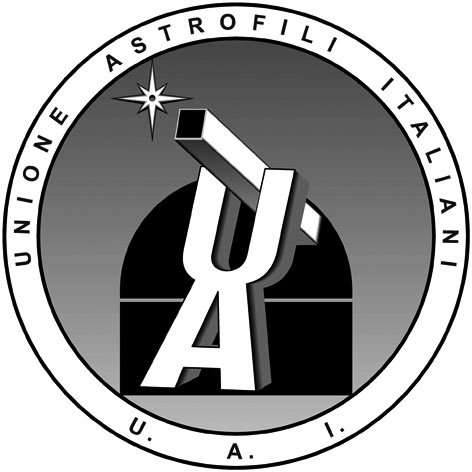 UNIONE ASTROFILI ITALIANI
UAI
U. A. I.